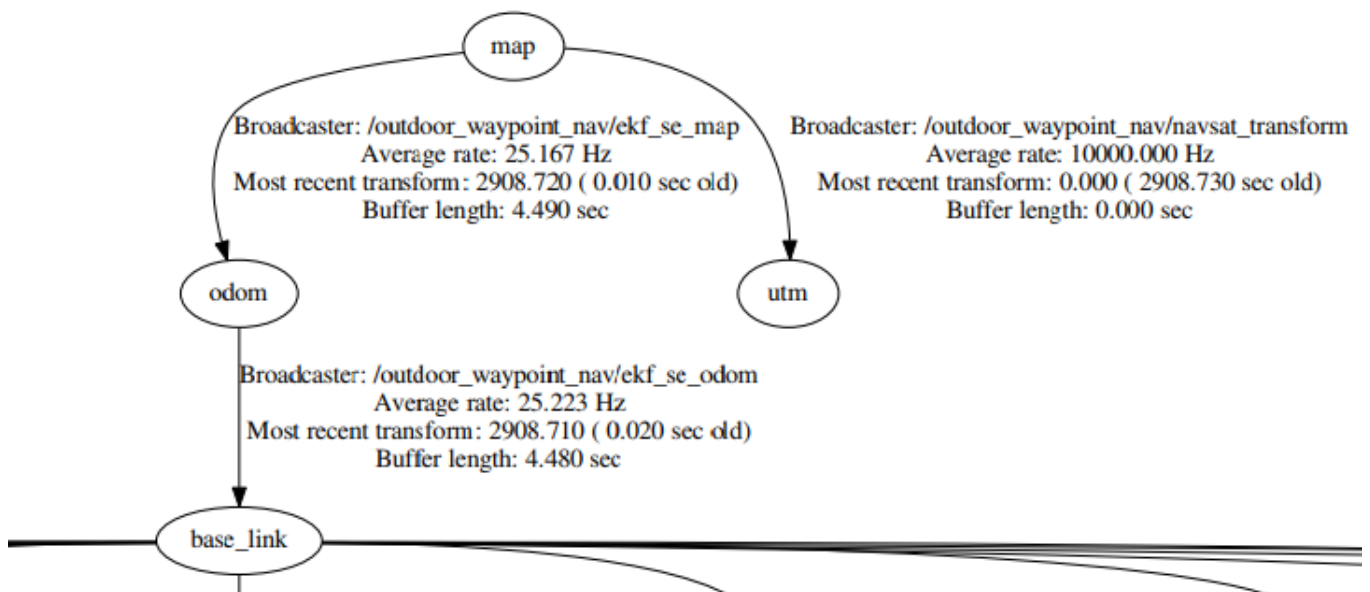 map
Broadcaster: /outdoor_waypoint_nav/ekf_se_map
Average rate: 25.167 Hz
Most recent transform: 2908.720 ( 0.010 sec old)
Buffer length: 4.490 sec
Broadcaster: /outdoor_waypoint_nav/navsat_transform
Average rate: 10000.000 Hz
Most recent transform: 0.000 ( 2908.730 sec old)
Buffer length: 0.000 sec
odom
utm
Broadcaster: /outdoor_waypoint_nav/ekf_se_odom
Average rate: 25.223 Hz
Most recent transform: 2908.710 ( 0.020 sec old)
Buffer length: 4.480 sec
base_link